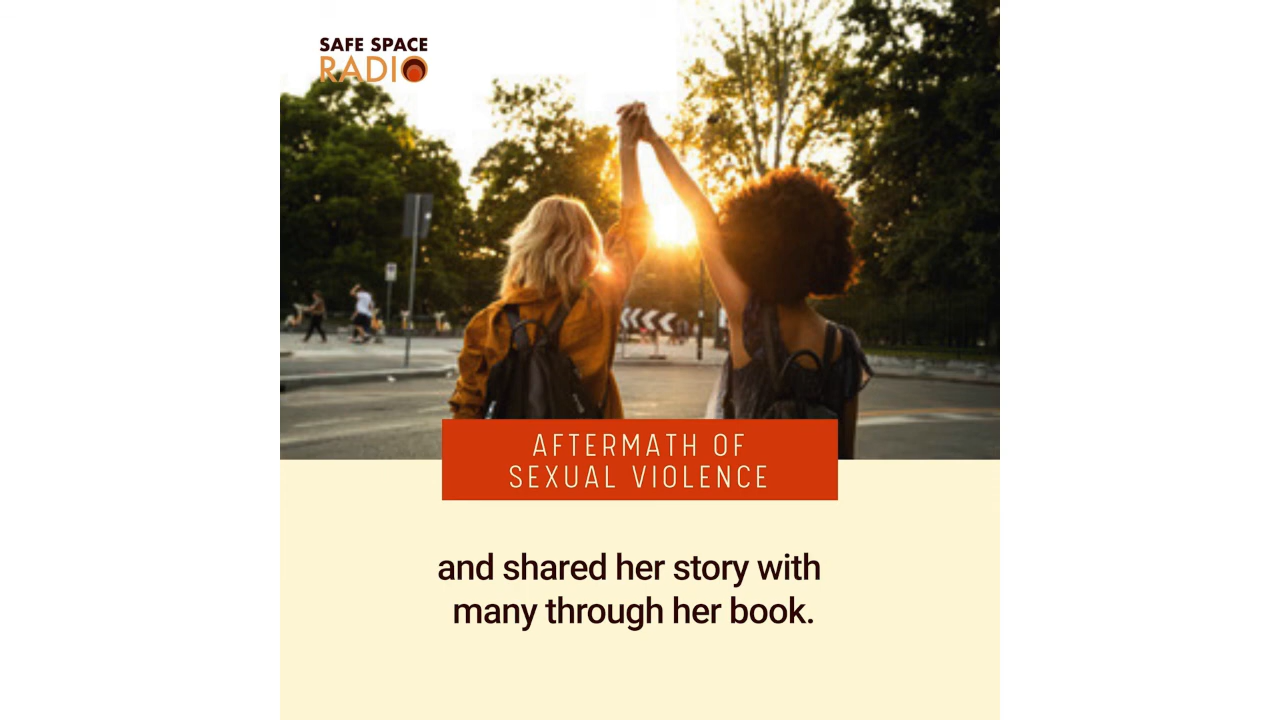 SAFE SPACE
RADIO
AFTERMATH OF
SEXUAL VIOLENCE
and shared her story with
many through her book.